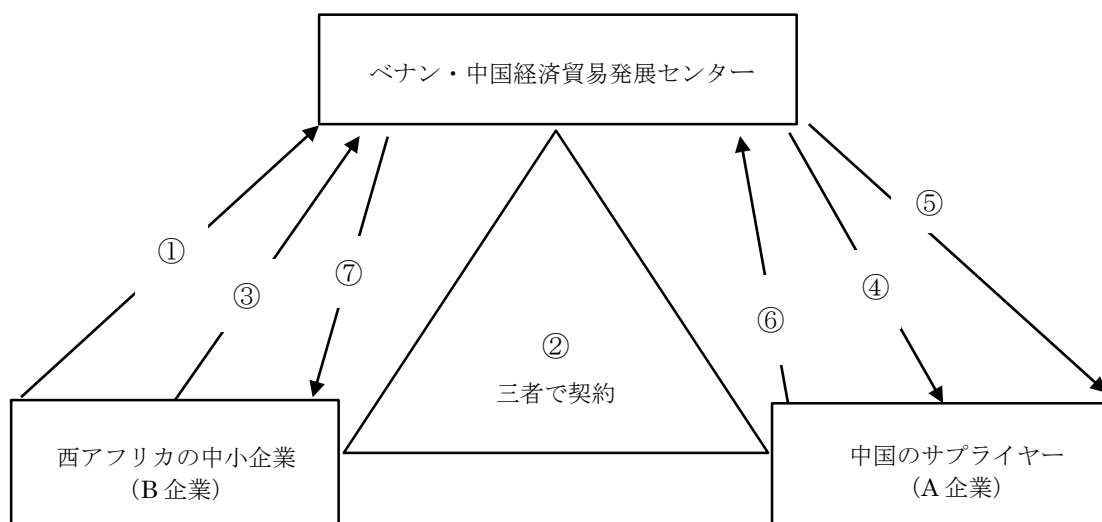 ベナン・中国経済貿易発展センター
①
③
⑦
②
三者で契約
⑥
④
⑤
西アフリカの中小企業
（B 企業）
中国のサプライヤー
（A 企業）